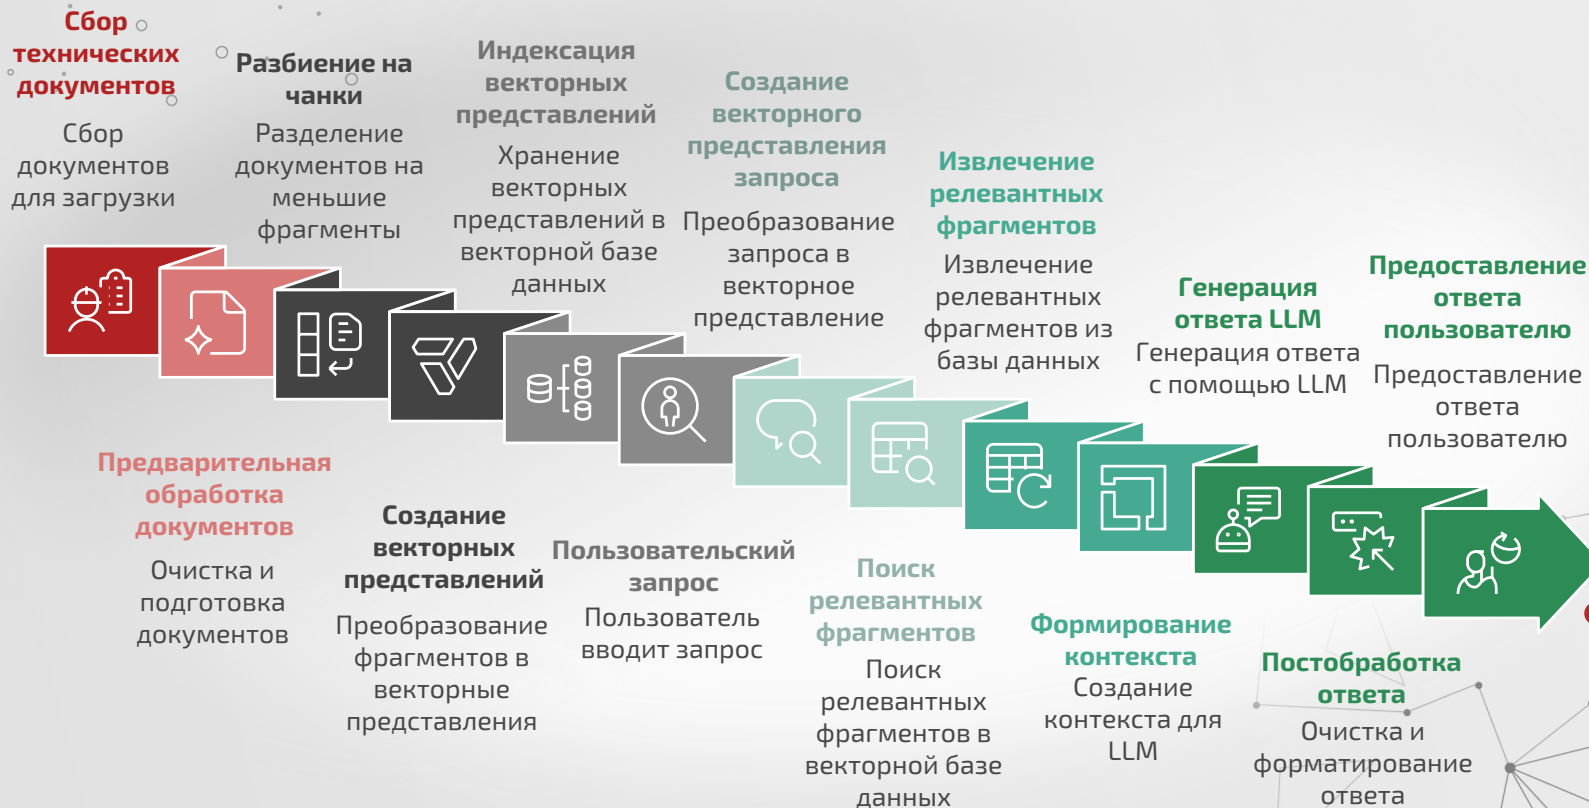 Сбор
технических
документов
Сбор
документов
для загрузки
Предварительная
обработка
документов
Очистка и
подготовка
документов
Разбиение на
чанки
Разделение
документов на
меньшие
фрагменты
Создание
векторных
представлений
Преобразование
фрагментов в
векторные
представления
Индексация
векторных
представлений
Хранение
векторных
представлений в
векторной базе
данных
Пользовательский
запрос
Пользователь
вводит запрос
Создание
векторного
представления
запроса
Преобразование
запроса в
векторное
представление
Поиск
релевантных
фрагментов
Поиск
релевантных
фрагментов в
векторной базе
данных
Извлечение
релевантных
фрагментов
Извлечение
релевантных
фрагментов из
базы данных
Формирование
контекста
Создание
контекста для
LLM
Генерация
ответа LLM
Генерация ответа
с помощью LLM
Постобработка
ответа
Очистка и
форматирование
ответа
Предоставление
ответа
пользователю
Предоставление
ответа
пользователю